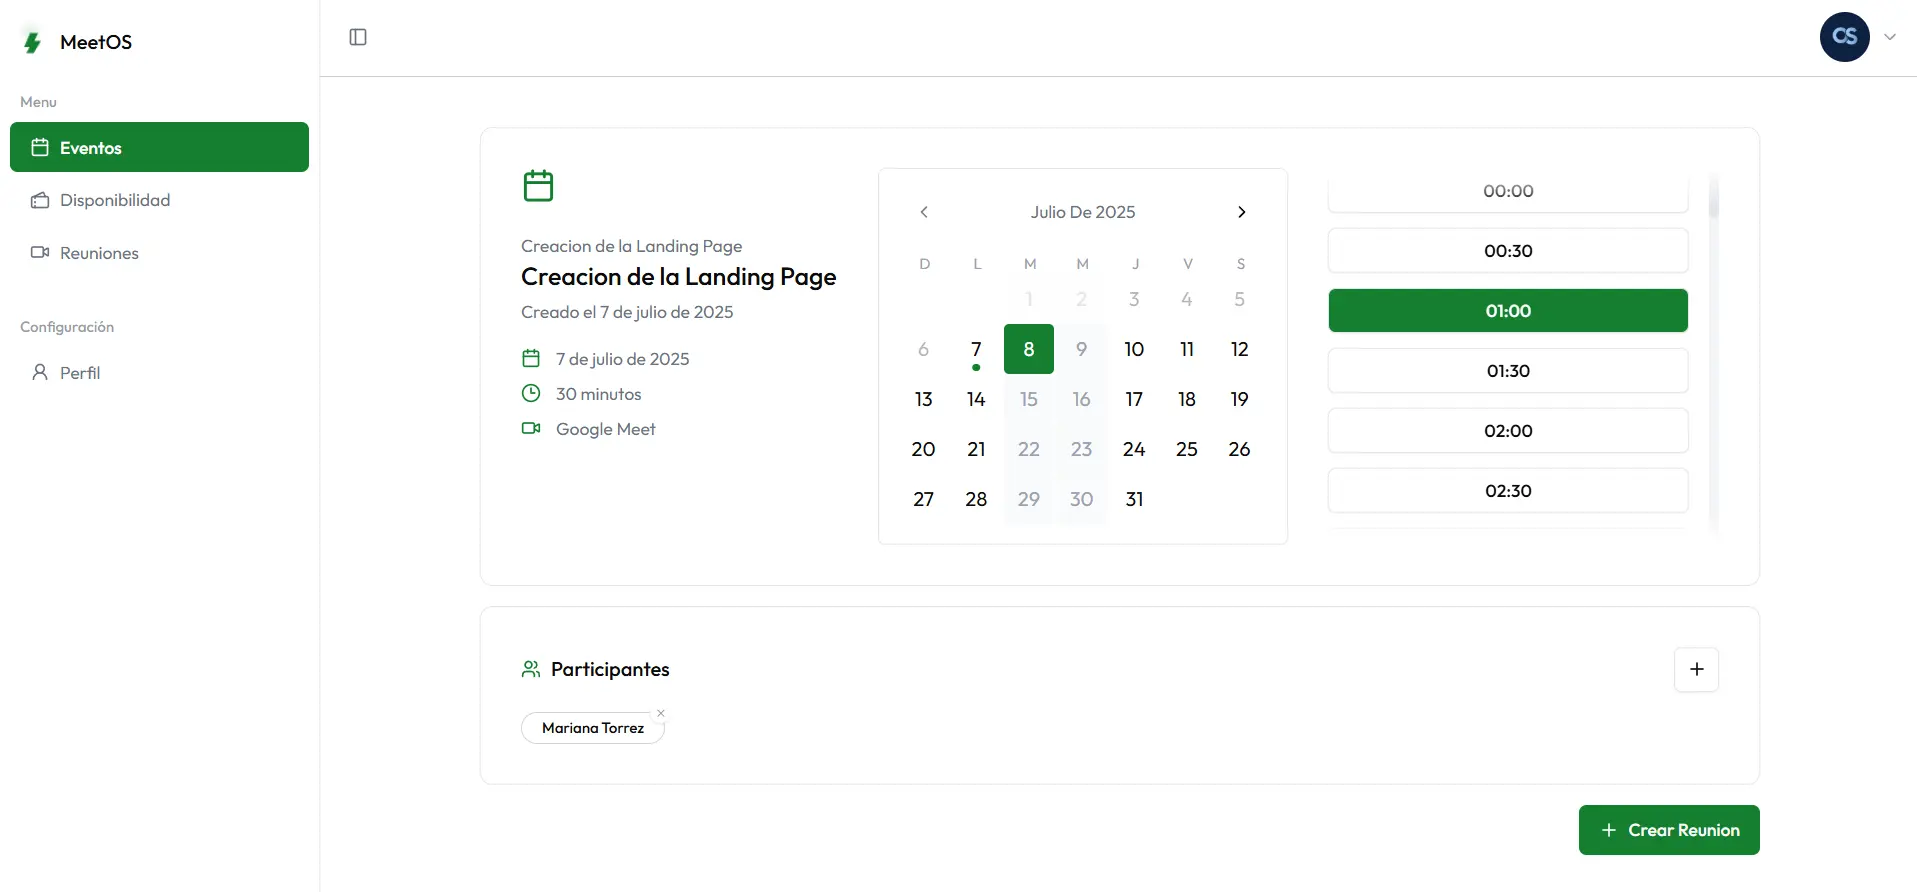 MeetOS
CS
Menu
Eventos
Disponibilidad
Reuniones
Configuración
Perfil
Creacion de la Landing Page
Creacion de la Landing Page
Creado el 7 de julio de 2025
7 de julio de 2025
30 minutos
Google Meet
Julio De 2025
D L M M J V S
1 2 3 4 5
6 7 8 9 10 11 12
13 14 15 16 17 18 19
20 21 22 23 24 25 26
27 28 29 30 31
00:00
00:30
01:00
01:30
02:00
02:30
Participantes
Mariana Torrez
Crear Reunion